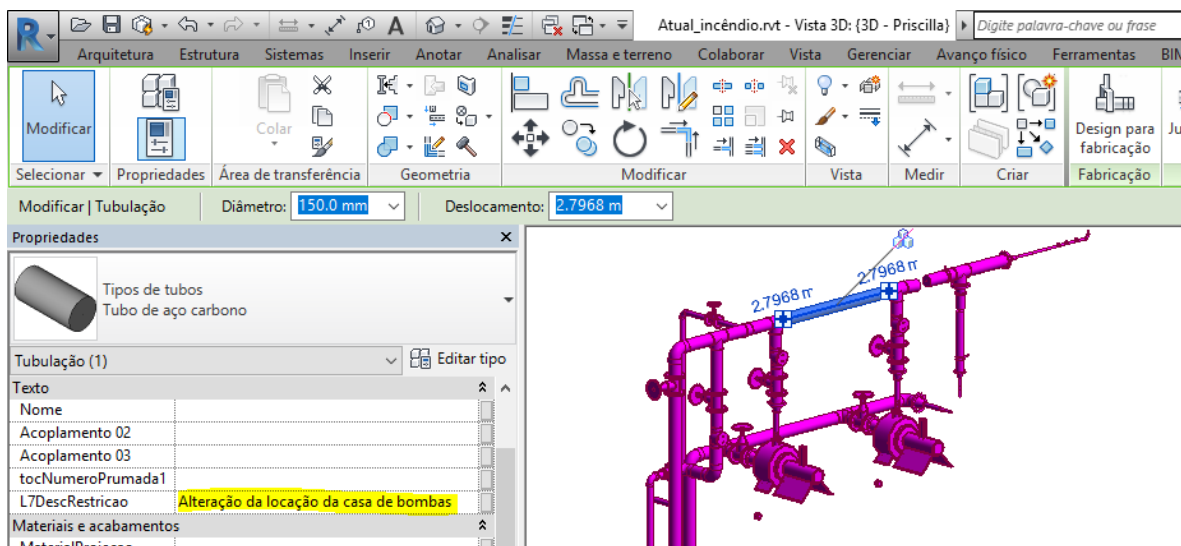 R
Atual_incêndio.rvt - Vista 3D: {3D - Priscilla}
Digite palavra-chave ou frase
Arquitetura Estrutura Sistemas Inserir Anotar Analisar Massa e terreno Colaborar Vista Gerenciar Avanço físico Ferramentas BIM
Modificar
Colar
Design para
fabricação
Selecionar Propriedades Área de transferência Geometria Modificar Vista Medir Criar Fabricação
Modificar | Tubulação Diâmetro: 150.0 mm Deslocamento: 2.7968 m
Propriedades
Tipos de tubos
Tubo de aço carbono
Tubulação (1) Editar tipo
Texto
Nome
Acoplamento 02
Acoplamento 03
tocNumeroPrumada1
L7DescRestricao Alteração da locação da casa de bombas
Materiais e acabamentos
2.7968 m
2.7968 m